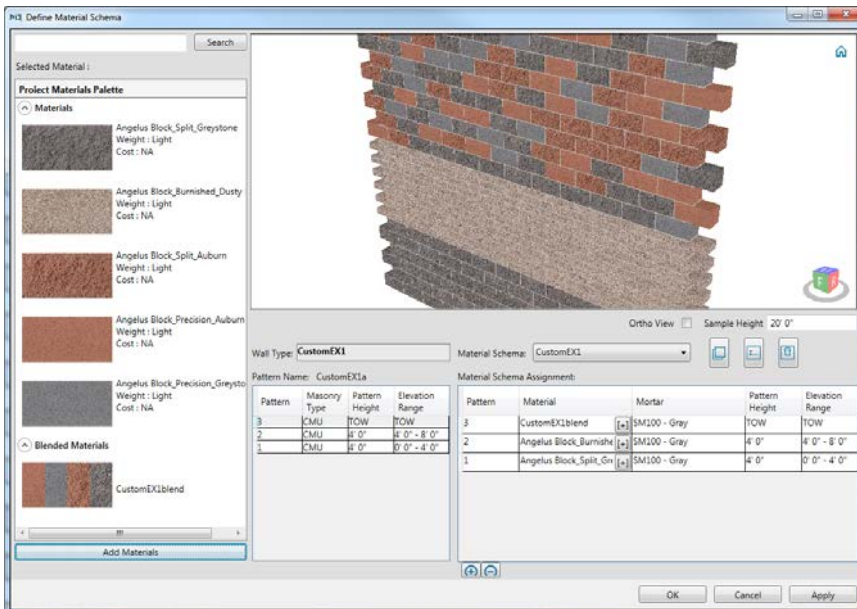 Define Material Schema
Search
Selected Material :
Project Materials Palette
Materials
Angelus Block_Split_Greystone
Weight : Light
Cost : NA
Angelus Block_Burnished_Dusty
Weight : Light
Cost : NA
Angelus Block_Split_Auburn
Weight : Light
Cost : NA
Angelus Block_Precision_Auburn
Weight : Light
Cost : NA
Angelus Block_Precision_Greysto
Weight : Light
Cost : NA
Blended Materials
CustomEX1blend
Add Materials
Ortho View Sample Height 20' 0"
Wall Type: CustomEX1 Material Schema: CustomEX1
Pattern Name: CustomEX1a
Pattern Masonry Type Pattern Height Elevation Range
3 CMU TOW TOW
2 CMU 4' 0" 4' 0" - 8' 0"
1 CMU 4' 0" 0' 0" - 4' 0"
Material Schema Assignment:
Pattern Material Mortar Pattern Height Elevation Range
3 CustomEX1blend [+] SM100 - Gray TOW TOW
2 Angelus Block_Burnishe [+] SM100 - Gray 4' 0" 4' 0" - 8' 0"
1 Angelus Block_Split_Gr [+] SM100 - Gray 4' 0" 0' 0" - 4' 0"
OK Cancel Apply